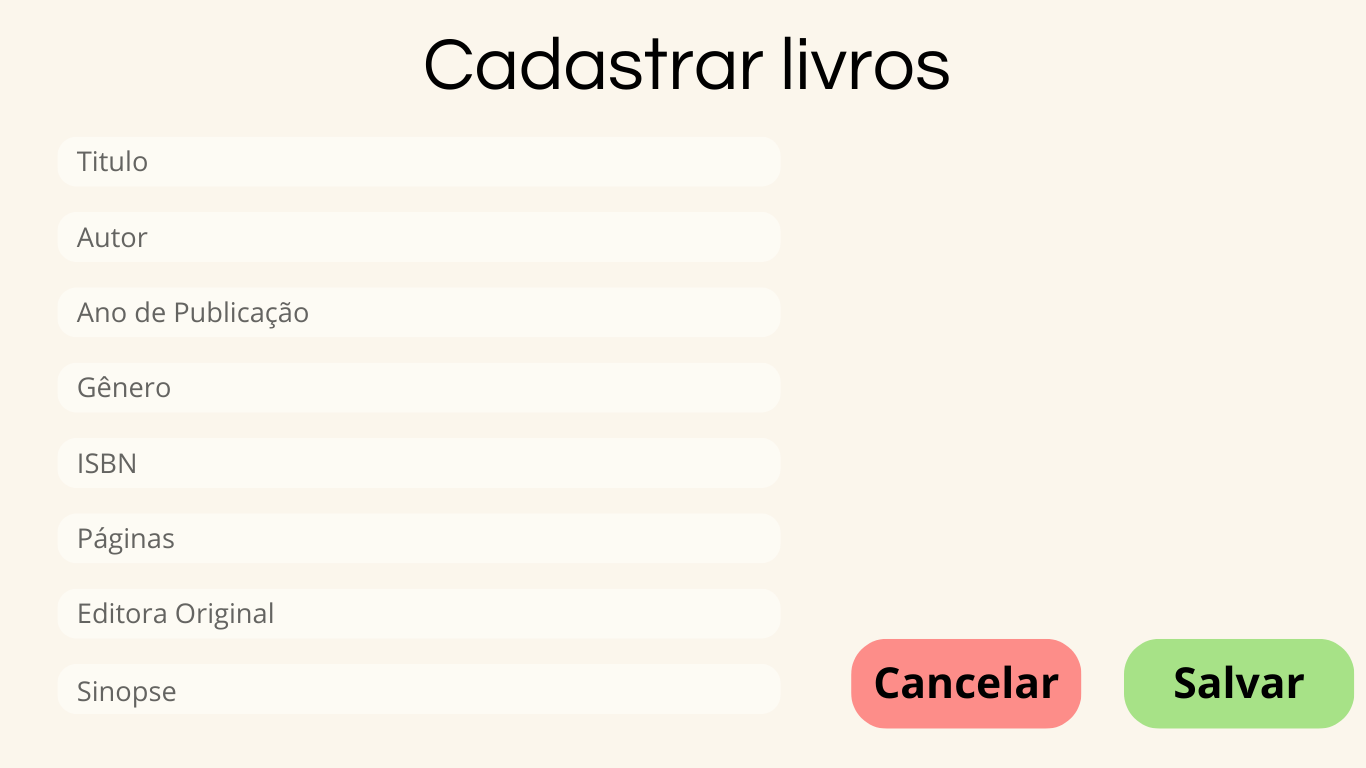 Cadastrar livros
Titulo
Autor
Ano de Publicação
Gênero
ISBN
Páginas
Editora Original
Sinopse
Cancelar
Salvar